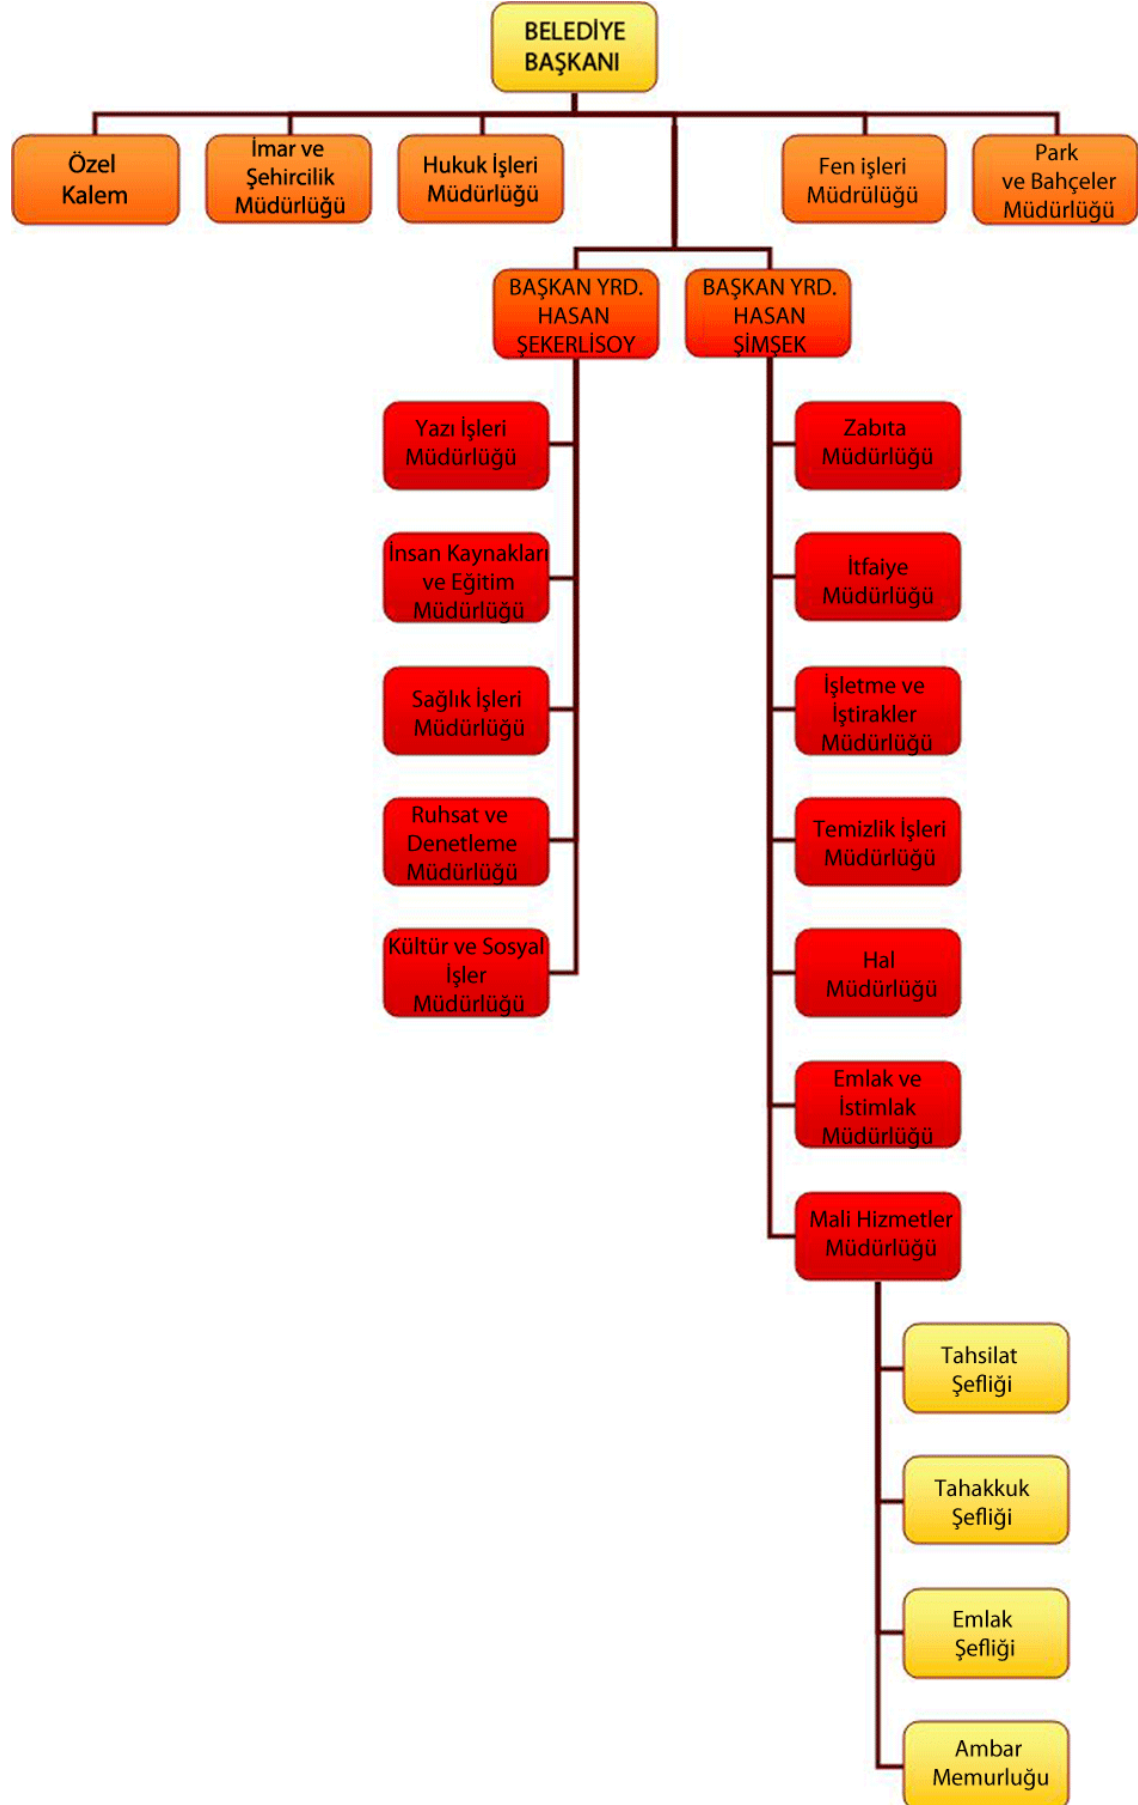 BELEDİYE
BAŞKANI
Özel
Kalem
İmar ve
Şehircilik
Müdürlüğü
Hukuk İşleri
Müdürlüğü
Fen işleri
Müdrülüğü
Park
ve Bahçeler
Müdürlüğü
BAŞKAN YRD.
HASAN
ŞEKERLİSOY
BAŞKAN YRD.
HASAN
ŞİMŞEK
Yazı İşleri
Müdürlüğü
İnsan Kaynakları
ve Eğitim
Müdürlüğü
Sağlık İşleri
Müdürlüğü
Ruhsat ve
Denetleme
Müdürlüğü
Kültür ve Sosyal
İşler
Müdürlüğü
Zabıta
Müdürlüğü
İtfaiye
Müdürlüğü
İşletme ve
İştirakler
Müdürlüğü
Temizlik İşleri
Müdürlüğü
Hal
Müdürlüğü
Emlak ve
İstimlak
Müdürlüğü
Mali Hizmetler
Müdürlüğü
Tahsilat
Şefliği
Tahakkuk
Şefliği
Emlak
Şefliği
Ambar
Memurluğu